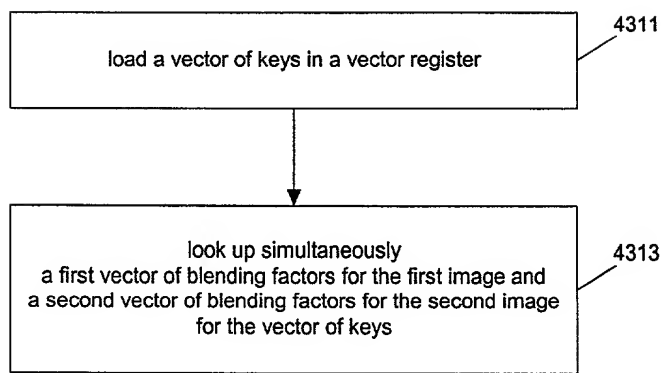 4311
load a vector of keys in a vector register
look up simultaneously
a first vector of blending factors for the first image and
a second vector of blending factors for the second image
for the vector of keys
4313